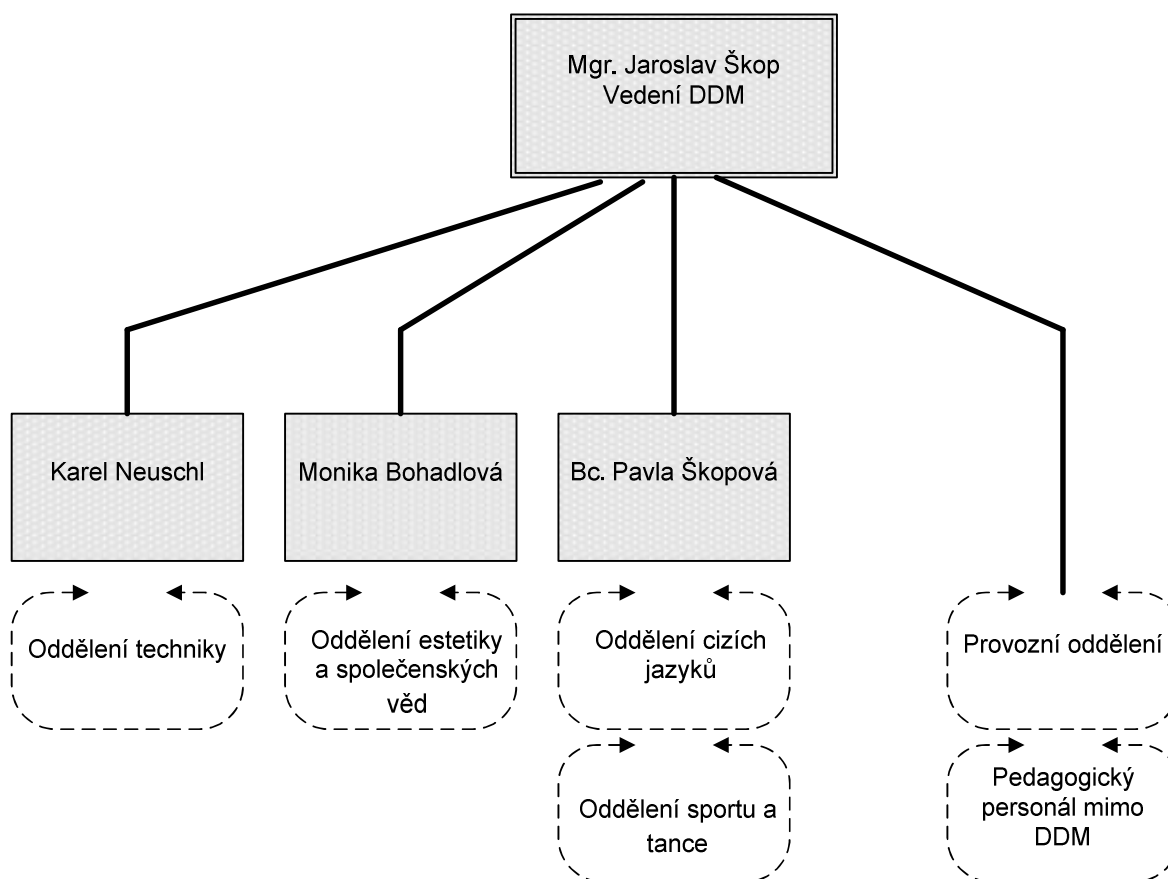 Mgr. Jaroslav Škop
Vedení DDM
Karel Neuschl
Monika Bohadlová
Bc. Pavla Škopová
Oddělení techniky
Oddělení estetiky
a společenských
věd
Oddělení cizích
jazyků
Provozní oddělení
Oddělení sportu a
tance
Pedagogický
personál mimo
DDM